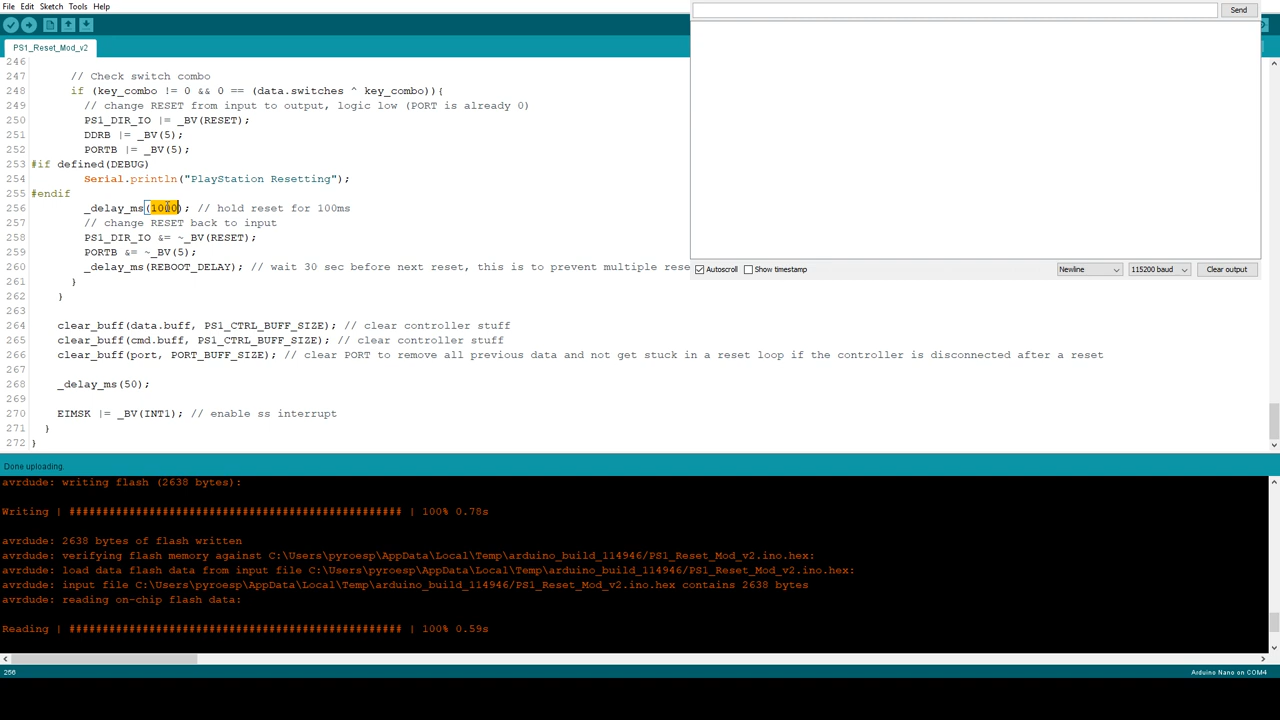 File Edit Sketch Tools Help
Send
PS1_Reset_Mod_v2
246
247 // Check switch combo
248 if (key_combo != 0 && 0 == (data.switches ^ key_combo)){
249 // change RESET from input to output, logic low (PORT is already 0)
250 PS1_DIR_IO |= _BV(RESET);
251 DDRB |= _BV(5);
252 PORTB |= _BV(5);
253 #if defined(DEBUG)
254 Serial.println("PlayStation Resetting");
255 #endif
256 _delay_ms(1000); // hold reset for 100ms
257 // change RESET back to input
258 PS1_DIR_IO &= ~_BV(RESET);
259 PORTB &= ~_BV(5);
260 _delay_ms(REBOOT_DELAY); // wait 30 sec before next reset, this is to prevent multiple rese
261 }
262 }
263
264 clear_buff(data.buff, PS1_CTRL_BUFF_SIZE); // clear controller stuff
265 clear_buff(cmd.buff, PS1_CTRL_BUFF_SIZE); // clear controller stuff
266 clear_buff(port, PORT_BUFF_SIZE); // clear PORT to remove all previous data and not get stuck in a reset loop if the controller is disconnected after a reset
267
268 _delay_ms(50);
269
270 EIMSK |= _BV(INT1); // enable ss interrupt
271 }
272 }
Autoscroll Show timestamp Newline 115200 baud Clear output
Done uploading.
avrdude: writing flash (2638 bytes):
Writing | ################################################## | 100% 0.78s
avrdude: 2638 bytes of flash written
avrdude: verifying flash memory against C:\Users\pyroesp\AppData\Local\Temp\arduino_build_114946/PS1_Reset_Mod_v2.ino.hex:
avrdude: load data flash data from input file C:\Users\pyroesp\AppData\Local\Temp\arduino_build_114946/PS1_Reset_Mod_v2.ino.hex:
avrdude: input file C:\Users\pyroesp\AppData\Local\Temp\arduino_build_114946/PS1_Reset_Mod_v2.ino.hex contains 2638 bytes
avrdude: reading on-chip flash data:
Reading | ################################################## | 100% 0.59s
256 Arduino Nano on COM4